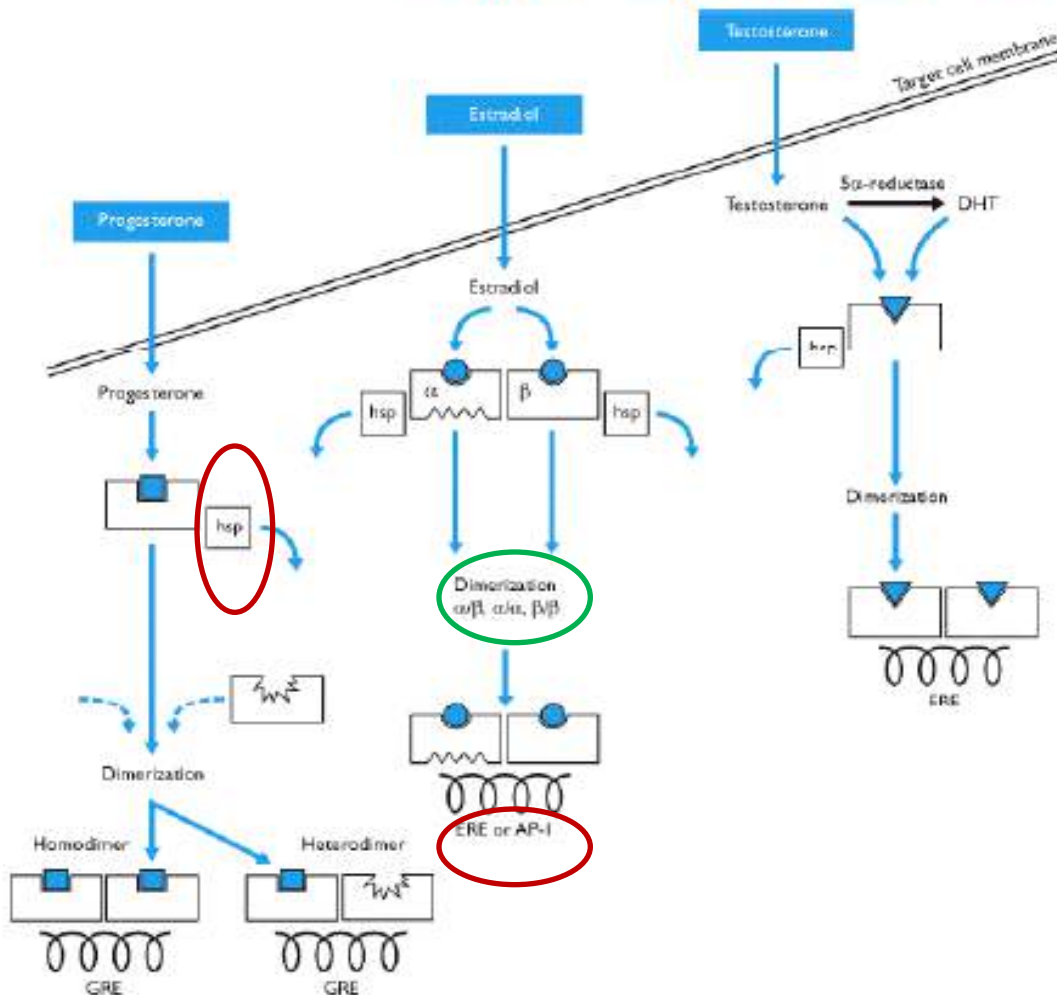 Testosterone
Target cell membrane
Estradiol
5α-reductase
Testosterone
DHT
Progesterone
Estradiol
hsp
Progesterone
α
β
hsp
hsp
hsp
Dimerization
Dimerization
α/β, α/α, β/β
ERE
Dimerization
ERE or AP-1
Homodimer
Heterodimer
GRE
GRE